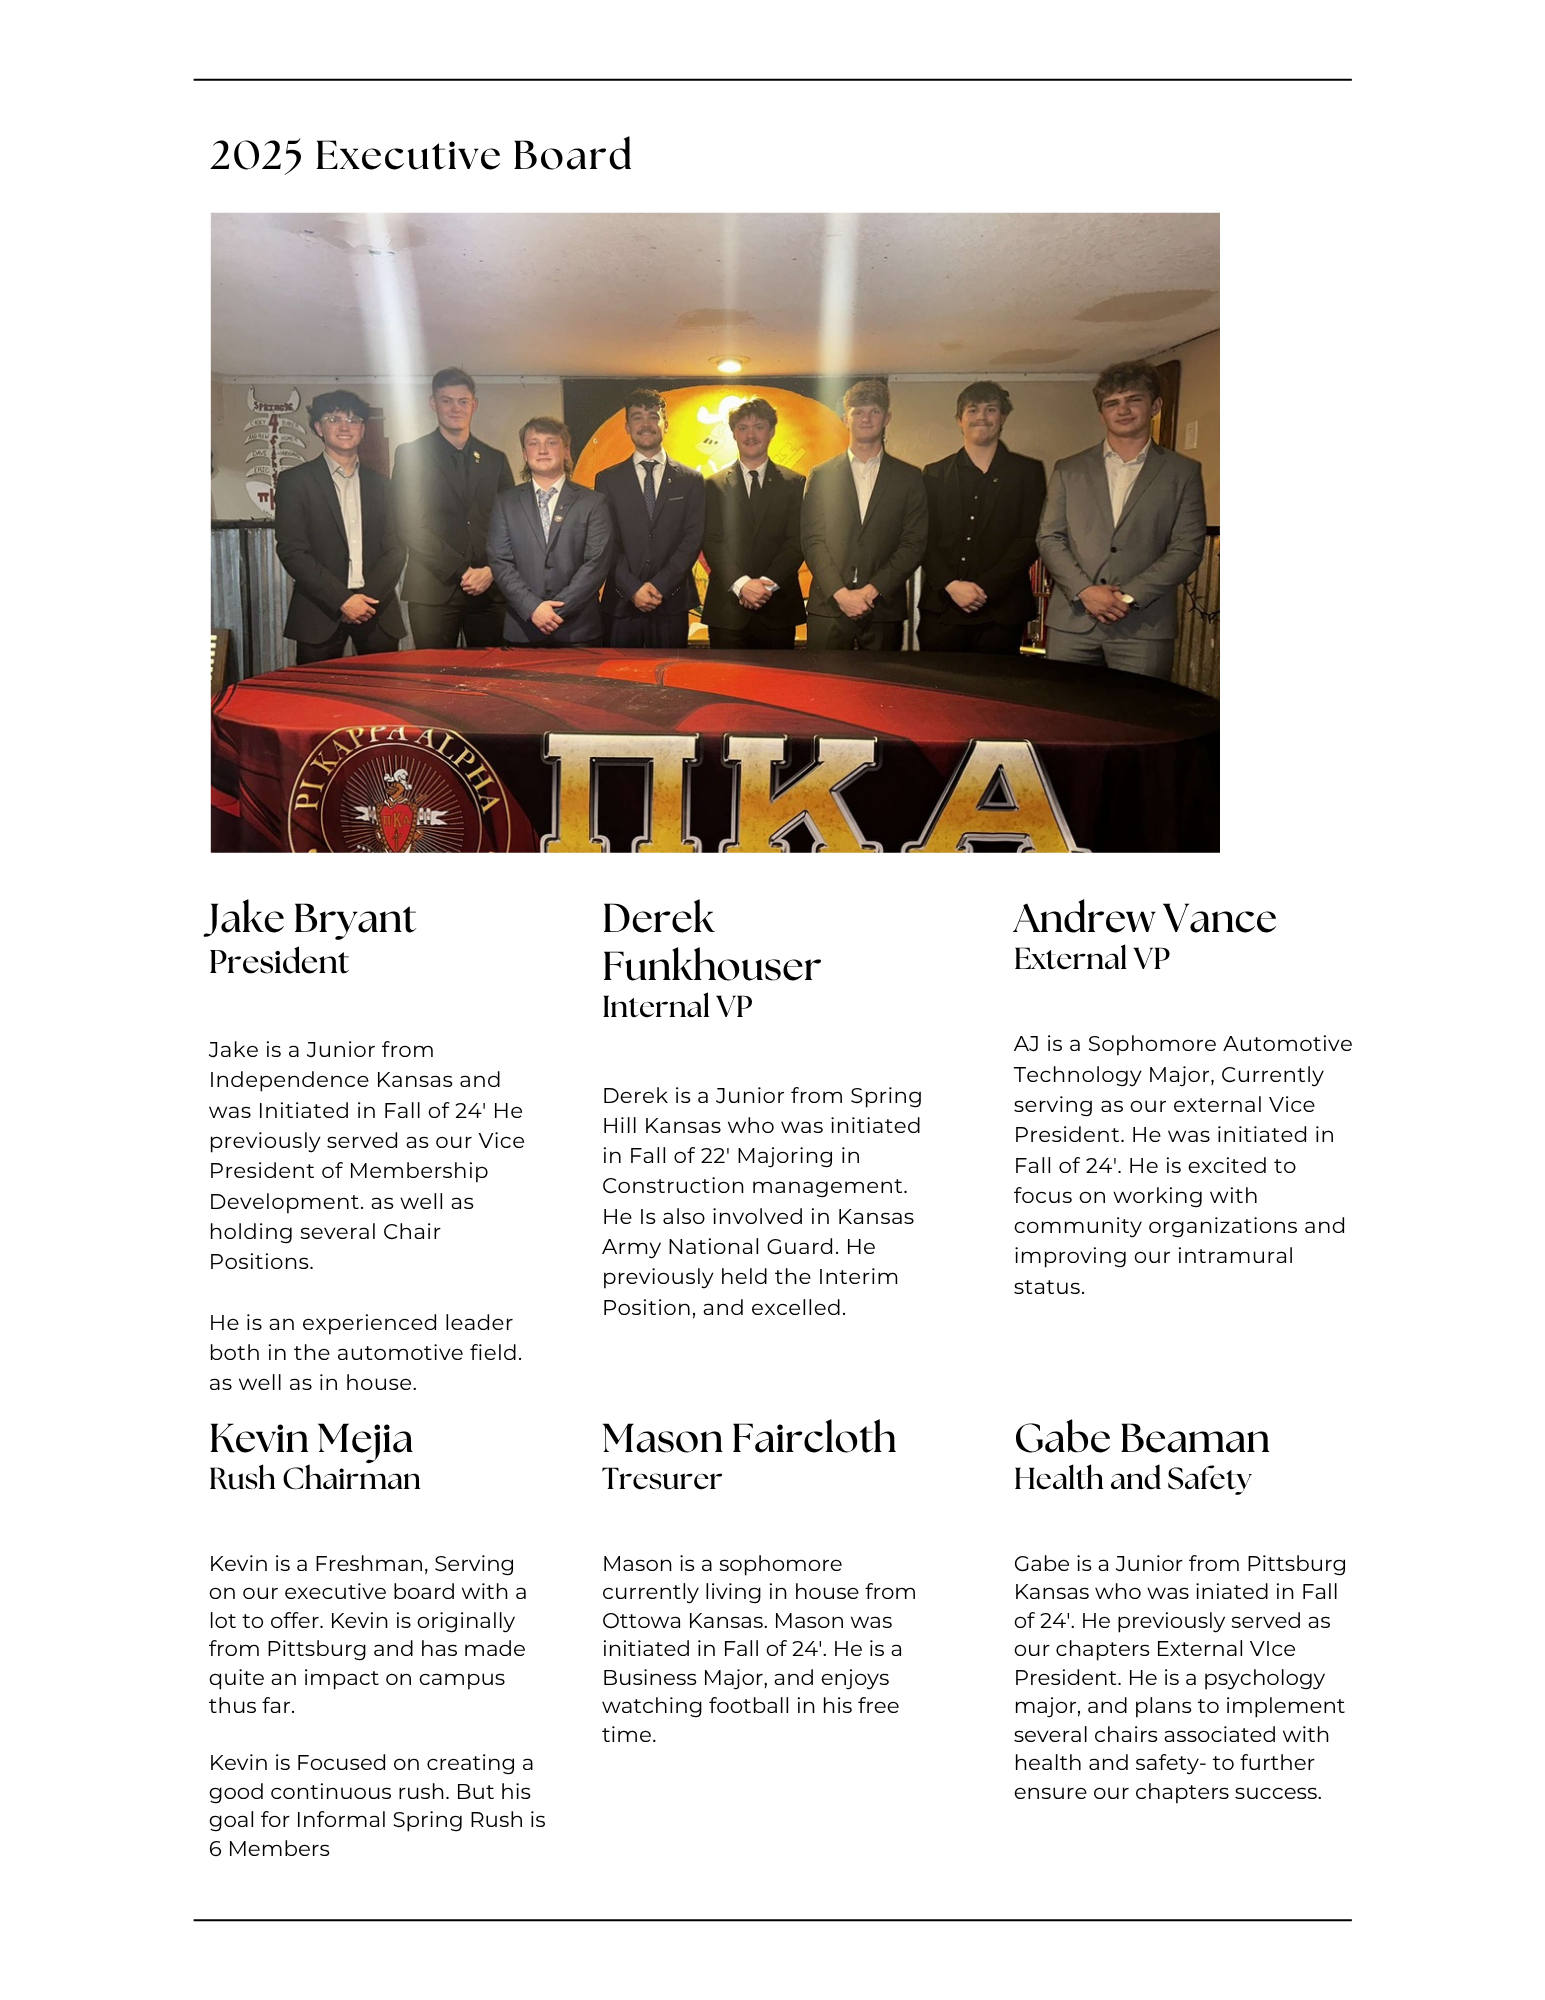 2025 Executive Board
SPRING
PI KAPPA ALPHA
ΠKA
ΠKA
Jake Bryant
President
Jake is a Junior from
Independence Kansas and
was Initiated in Fall of 24' He
previously served as our Vice
President of Membership
Development. as well as
holding several Chair
Positions.
He is an experienced leader
both in the automotive field.
as well as in house.
Derek
Funkhouser
Internal VP
Derek is a Junior from Spring
Hill Kansas who was initiated
in Fall of 22' Majoring in
Construction management.
He Is also involved in Kansas
Army National Guard. He
previously held the Interim
Position, and excelled.
Andrew Vance
External VP
AJ is a Sophomore Automotive
Technology Major, Currently
serving as our external Vice
President. He was initiated in
Fall of 24'. He is excited to
focus on working with
community organizations and
improving our intramural
status.
Kevin Mejia
Rush Chairman
Kevin is a Freshman, Serving
on our executive board with a
lot to offer. Kevin is originally
from Pittsburg and has made
quite an impact on campus
thus far.
Kevin is Focused on creating a
good continuous rush. But his
goal for Informal Spring Rush is
6 Members
Mason Faircloth
Tresurer
Mason is a sophomore
currently living in house from
Ottowa Kansas. Mason was
initiated in Fall of 24'. He is a
Business Major, and enjoys
watching football in his free
time.
Gabe Beaman
Health and Safety
Gabe is a Junior from Pittsburg
Kansas who was iniated in Fall
of 24'. He previously served as
our chapters External VIce
President. He is a psychology
major, and plans to implement
several chairs associated with
health and safety- to further
ensure our chapters success.